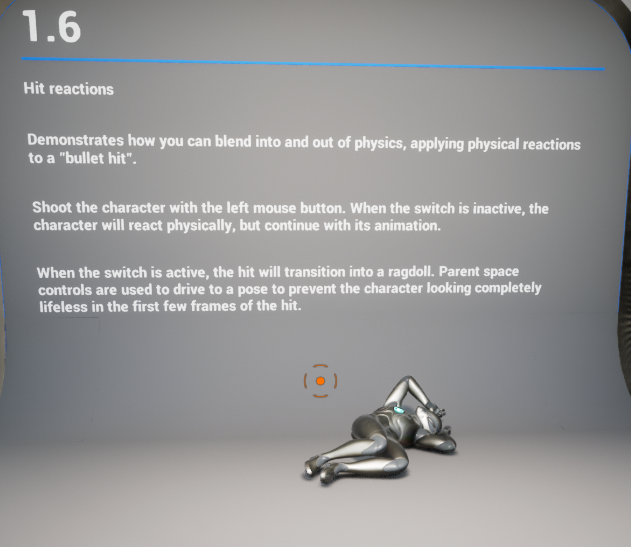 1.6
Hit reactions
Demonstrates how you can blend into and out of physics, applying physical reactions
to a "bullet hit".
Shoot the character with the left mouse button. When the switch is inactive, the
character will react physically, but continue with its animation.
When the switch is active, the hit will transition into a ragdoll. Parent space
controls are used to drive to a pose to prevent the character looking completely
lifeless in the first few frames of the hit.